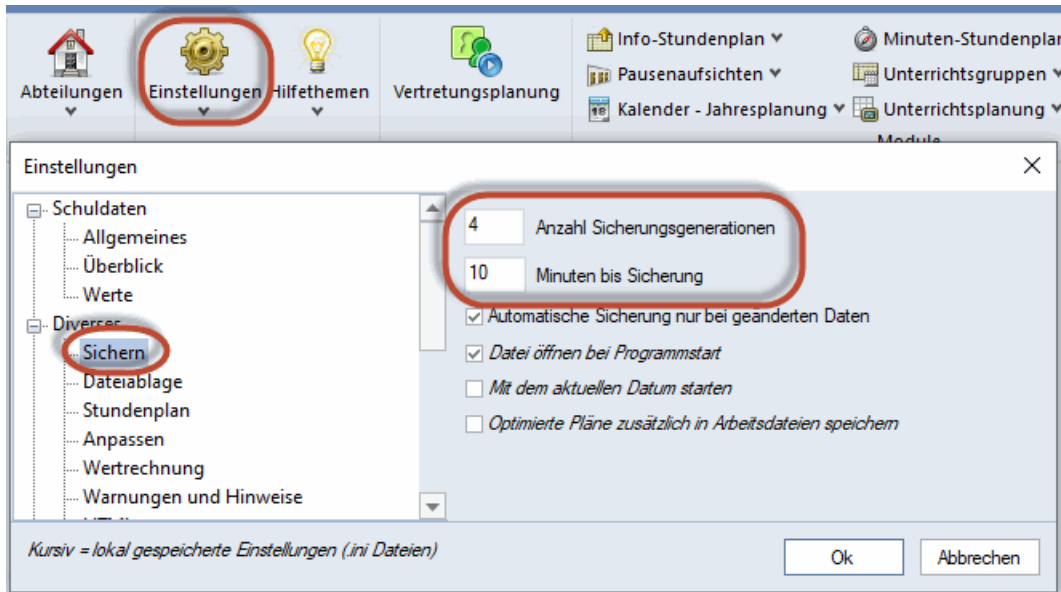 Info-Stundenplan
Minuten-Stundenplan
Pausenaufsichten
Unterrichtsgruppen
Kalender - Jahresplanung
Unterrichtsplanung
Abteilungen
Einstellungen
Hilfethemen
Vertretungsplanung
Module
Einstellungen
Schuldaten
Allgemeines
Überblick
Werte
Diverses
Sichern
Dateiablage
Stundenplan
Anpassen
Wertrechnung
Warnungen und Hinweise
4 Anzahl Sicherungsgenerationen
10 Minuten bis Sicherung
Automatische Sicherung nur bei geänderten Daten
Datei öffnen bei Programmstart
Mit dem aktuellen Datum starten
Optimierte Pläne zusätzlich in Arbeitsdateien speichern
Kursiv = lokal gespeicherte Einstellungen (.ini Dateien)
Ok
Abbrechen